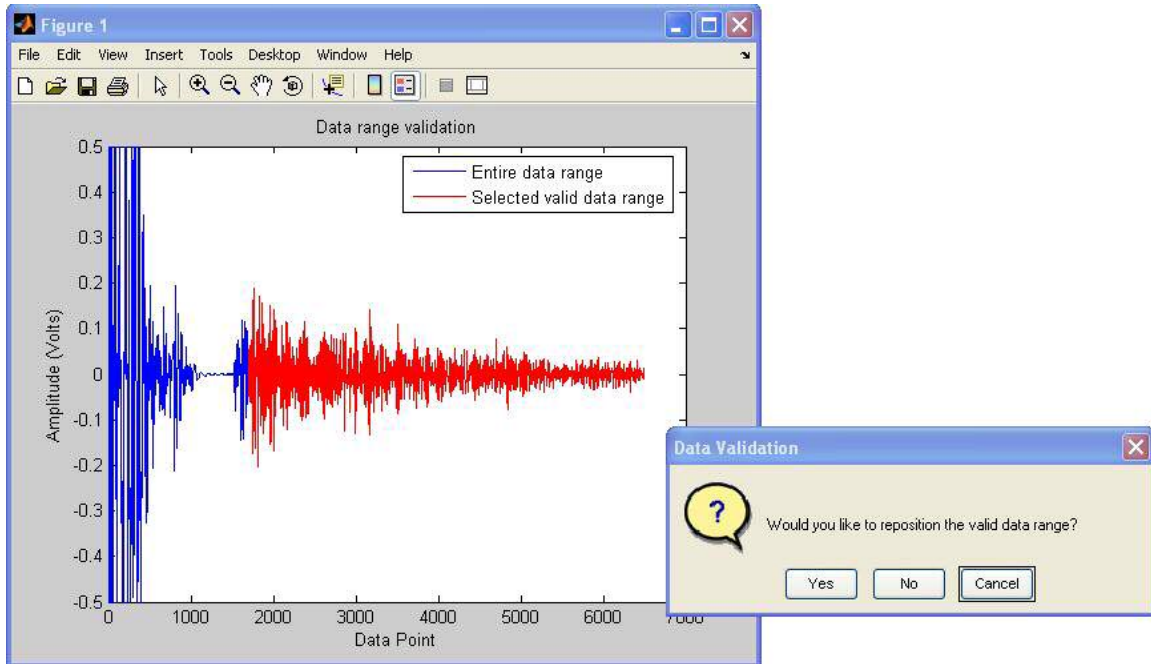 Figure 1
File Edit View Insert Tools Desktop Window Help
Data range validation
Entire data range
Selected valid data range
Amplitude (Volts)
0.5
0.4
0.3
0.2
0.1
0
-0.1
-0.2
-0.3
-0.4
-0.5
0 1000 2000 3000 4000 5000 6000 7000
Data Point
Data Validation
?
Would you like to reposition the valid data range?
Yes No Cancel